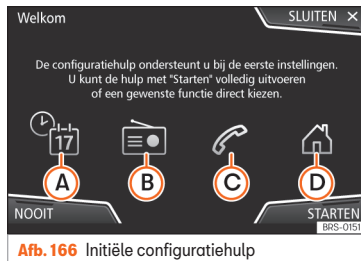 Welkom
SLUITEN ×
De configuratiehulp ondersteunt u bij de eerste instellingen.
U kunt de hulp met "Starten" volledig uitvoeren
of een gewenste functie direct kiezen.
17
A
B
C
D
NOOIT
STARTEN
BRS-0151
Afb. 166 Initiële configuratiehulp